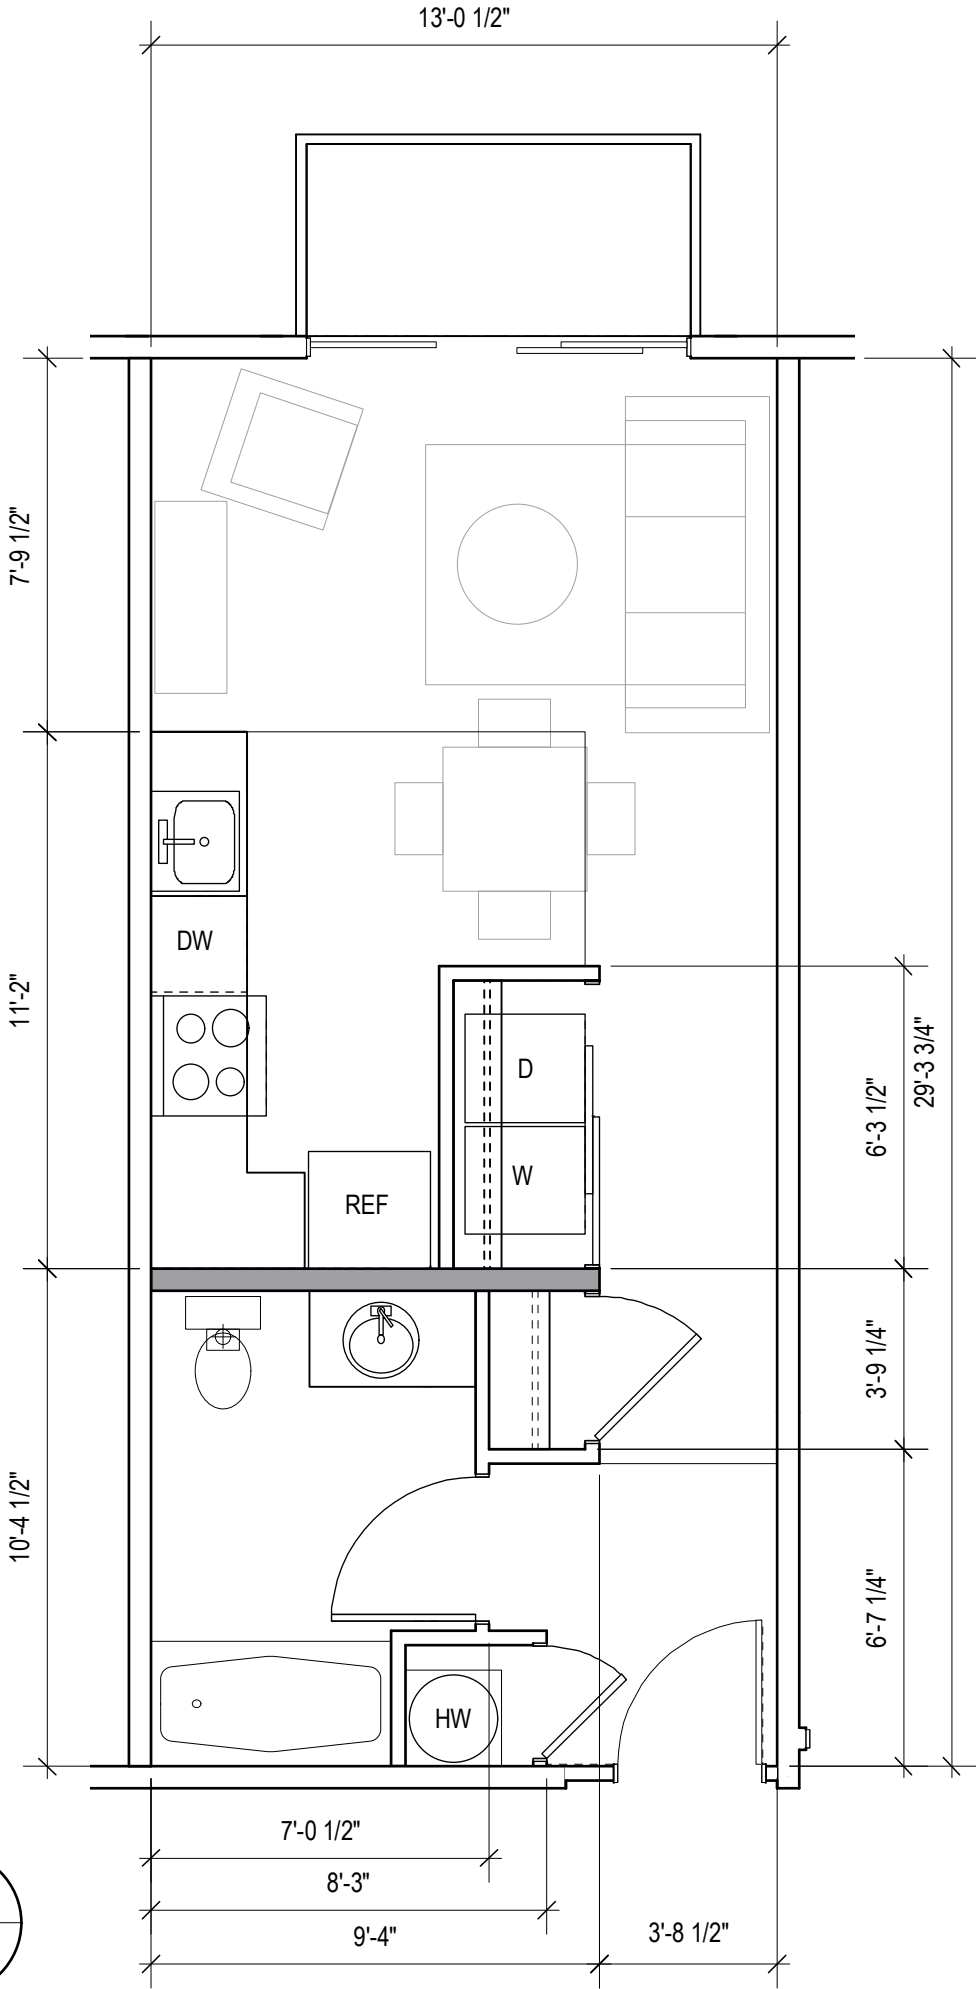 13'-0 1/2"
7'-9 1/2"
DW
11'-2"
D
W
REF
6'-3 1/2"
29'-3 3/4"
3'-9 1/4"
10'-4 1/2"
6'-7 1/4"
HW
7'-0 1/2"
8'-3"
9'-4"
3'-8 1/2"